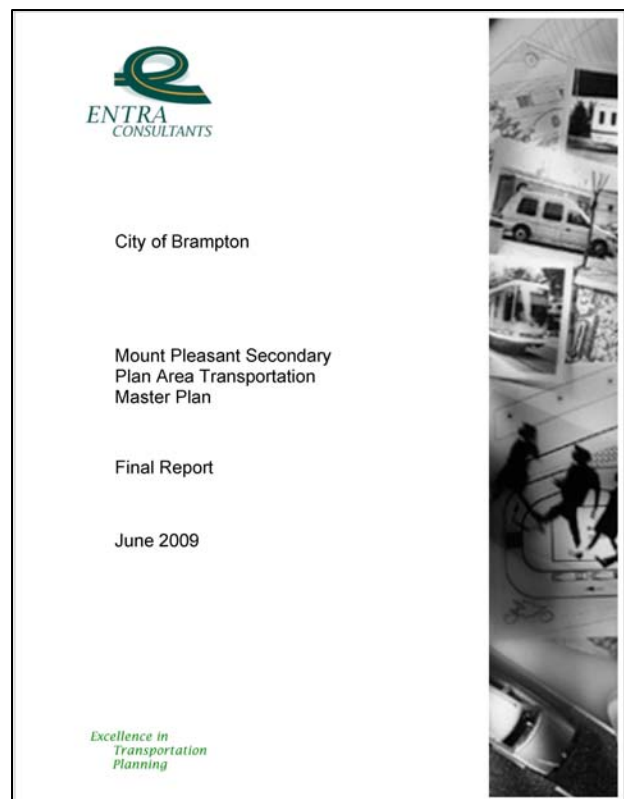 ENTRA
CONSULTANTS
City of Brampton
Mount Pleasant Secondary
Plan Area Transportation
Master Plan
Final Report
June 2009
Excellence in
Transportation
Planning